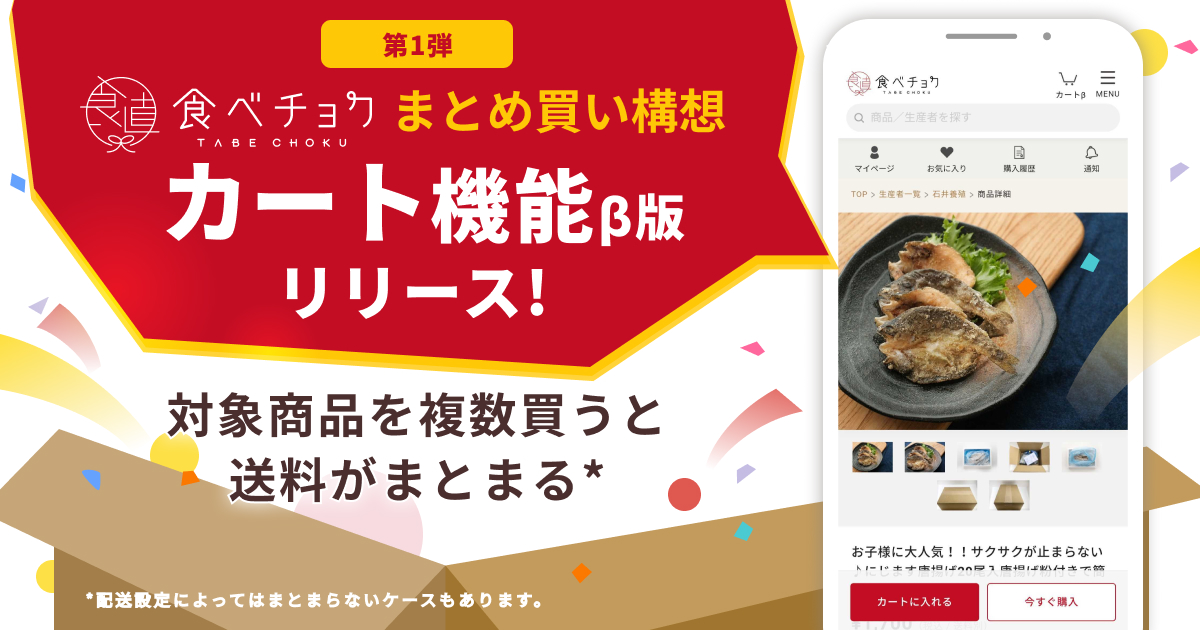 第1弾
食べチョク まとめ買い構想
TABE CHOKU
カート機能β版
リリース!
対象商品を複数買うと
送料がまとまる*
*配送設定によってはまとまらないケースもあります。
食べチョク
TABE CHOKU
カートβ
MENU
商品／生産者を探す
マイページ
お気に入り
購入履歴
通知
TOP > 生産者一覧 > 石井養殖 > 商品詳細
お子様に大人気！！サクサクが止まらない
カートに入れる
今すぐ購入